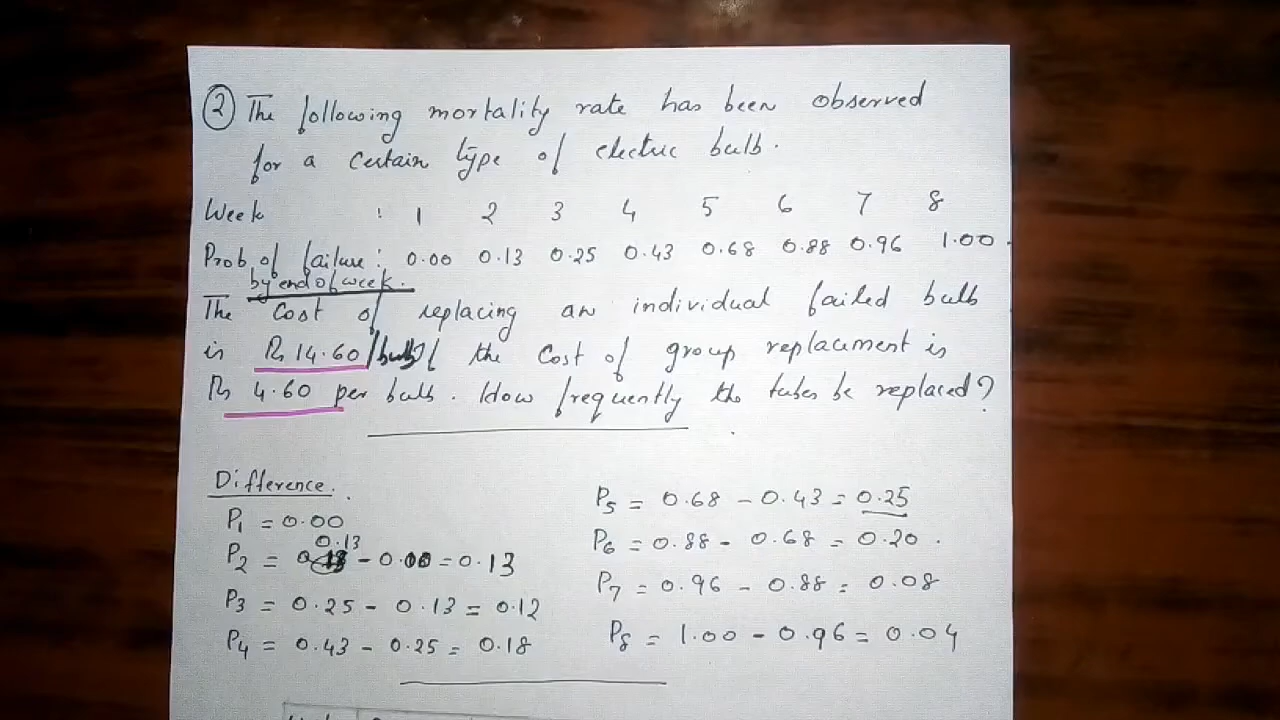 ② The following mortality rate has been observed
for a certain type of electric bulb.
Week : 1 2 3 4 5 6 7 8
Prob of failure : 0.00 0.13 0.25 0.43 0.68 0.88 0.96 1.00.
by end of week.
The cost of replacing an individual failed bulb
is Rs 14.60 the cost of group replacement is
Rs 4.60 per bulb. How frequently the tubes be replaced?
Difference.
P1 = 0.00
0.13
P2 = - 0.00 = 0.13
P3 = 0.25 - 0.13 = 0.12
P4 = 0.43 - 0.25 = 0.18
P5 = 0.68 - 0.43 = 0.25
P6 = 0.88 - 0.68 = 0.20.
P7 = 0.96 - 0.88 = 0.08
P8 = 1.00 - 0.96 = 0.04